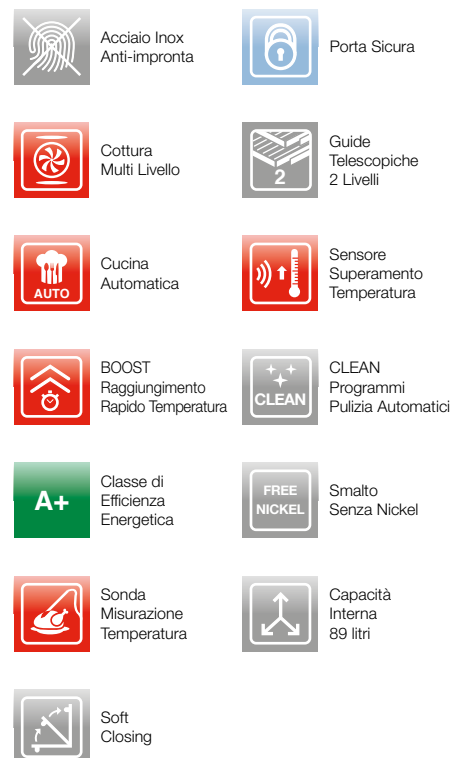 Acciaio Inox
Anti-impronta
Porta Sicura
Cottura
Multi Livello
2
Guide
Telescopiche
2 Livelli
AUTO
Cucina
Automatica
Sensore
Superamento
Temperatura
BOOST
Raggiungimento
Rapido Temperatura
CLEAN
CLEAN
Programmi
Pulizia Automatici
A+
Classe di
Efficienza
Energetica
FREE
NICKEL
Smalto
Senza Nickel
Sonda
Misurazione
Temperatura
Capacità
Interna
89 litri
Soft
Closing